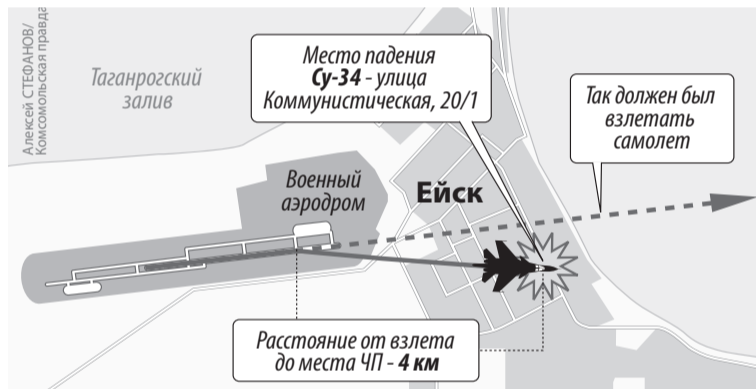 Алексей СТЕФАНОВ/
Комсомольская правда
Таганрогский
залив
Место падения
Су-34 - улица
Коммунистическая, 20/1
Так должен был
взлетать
самолет
Военный
аэродром
Ейск
Расстояние от взлета
до места ЧП - 4 км